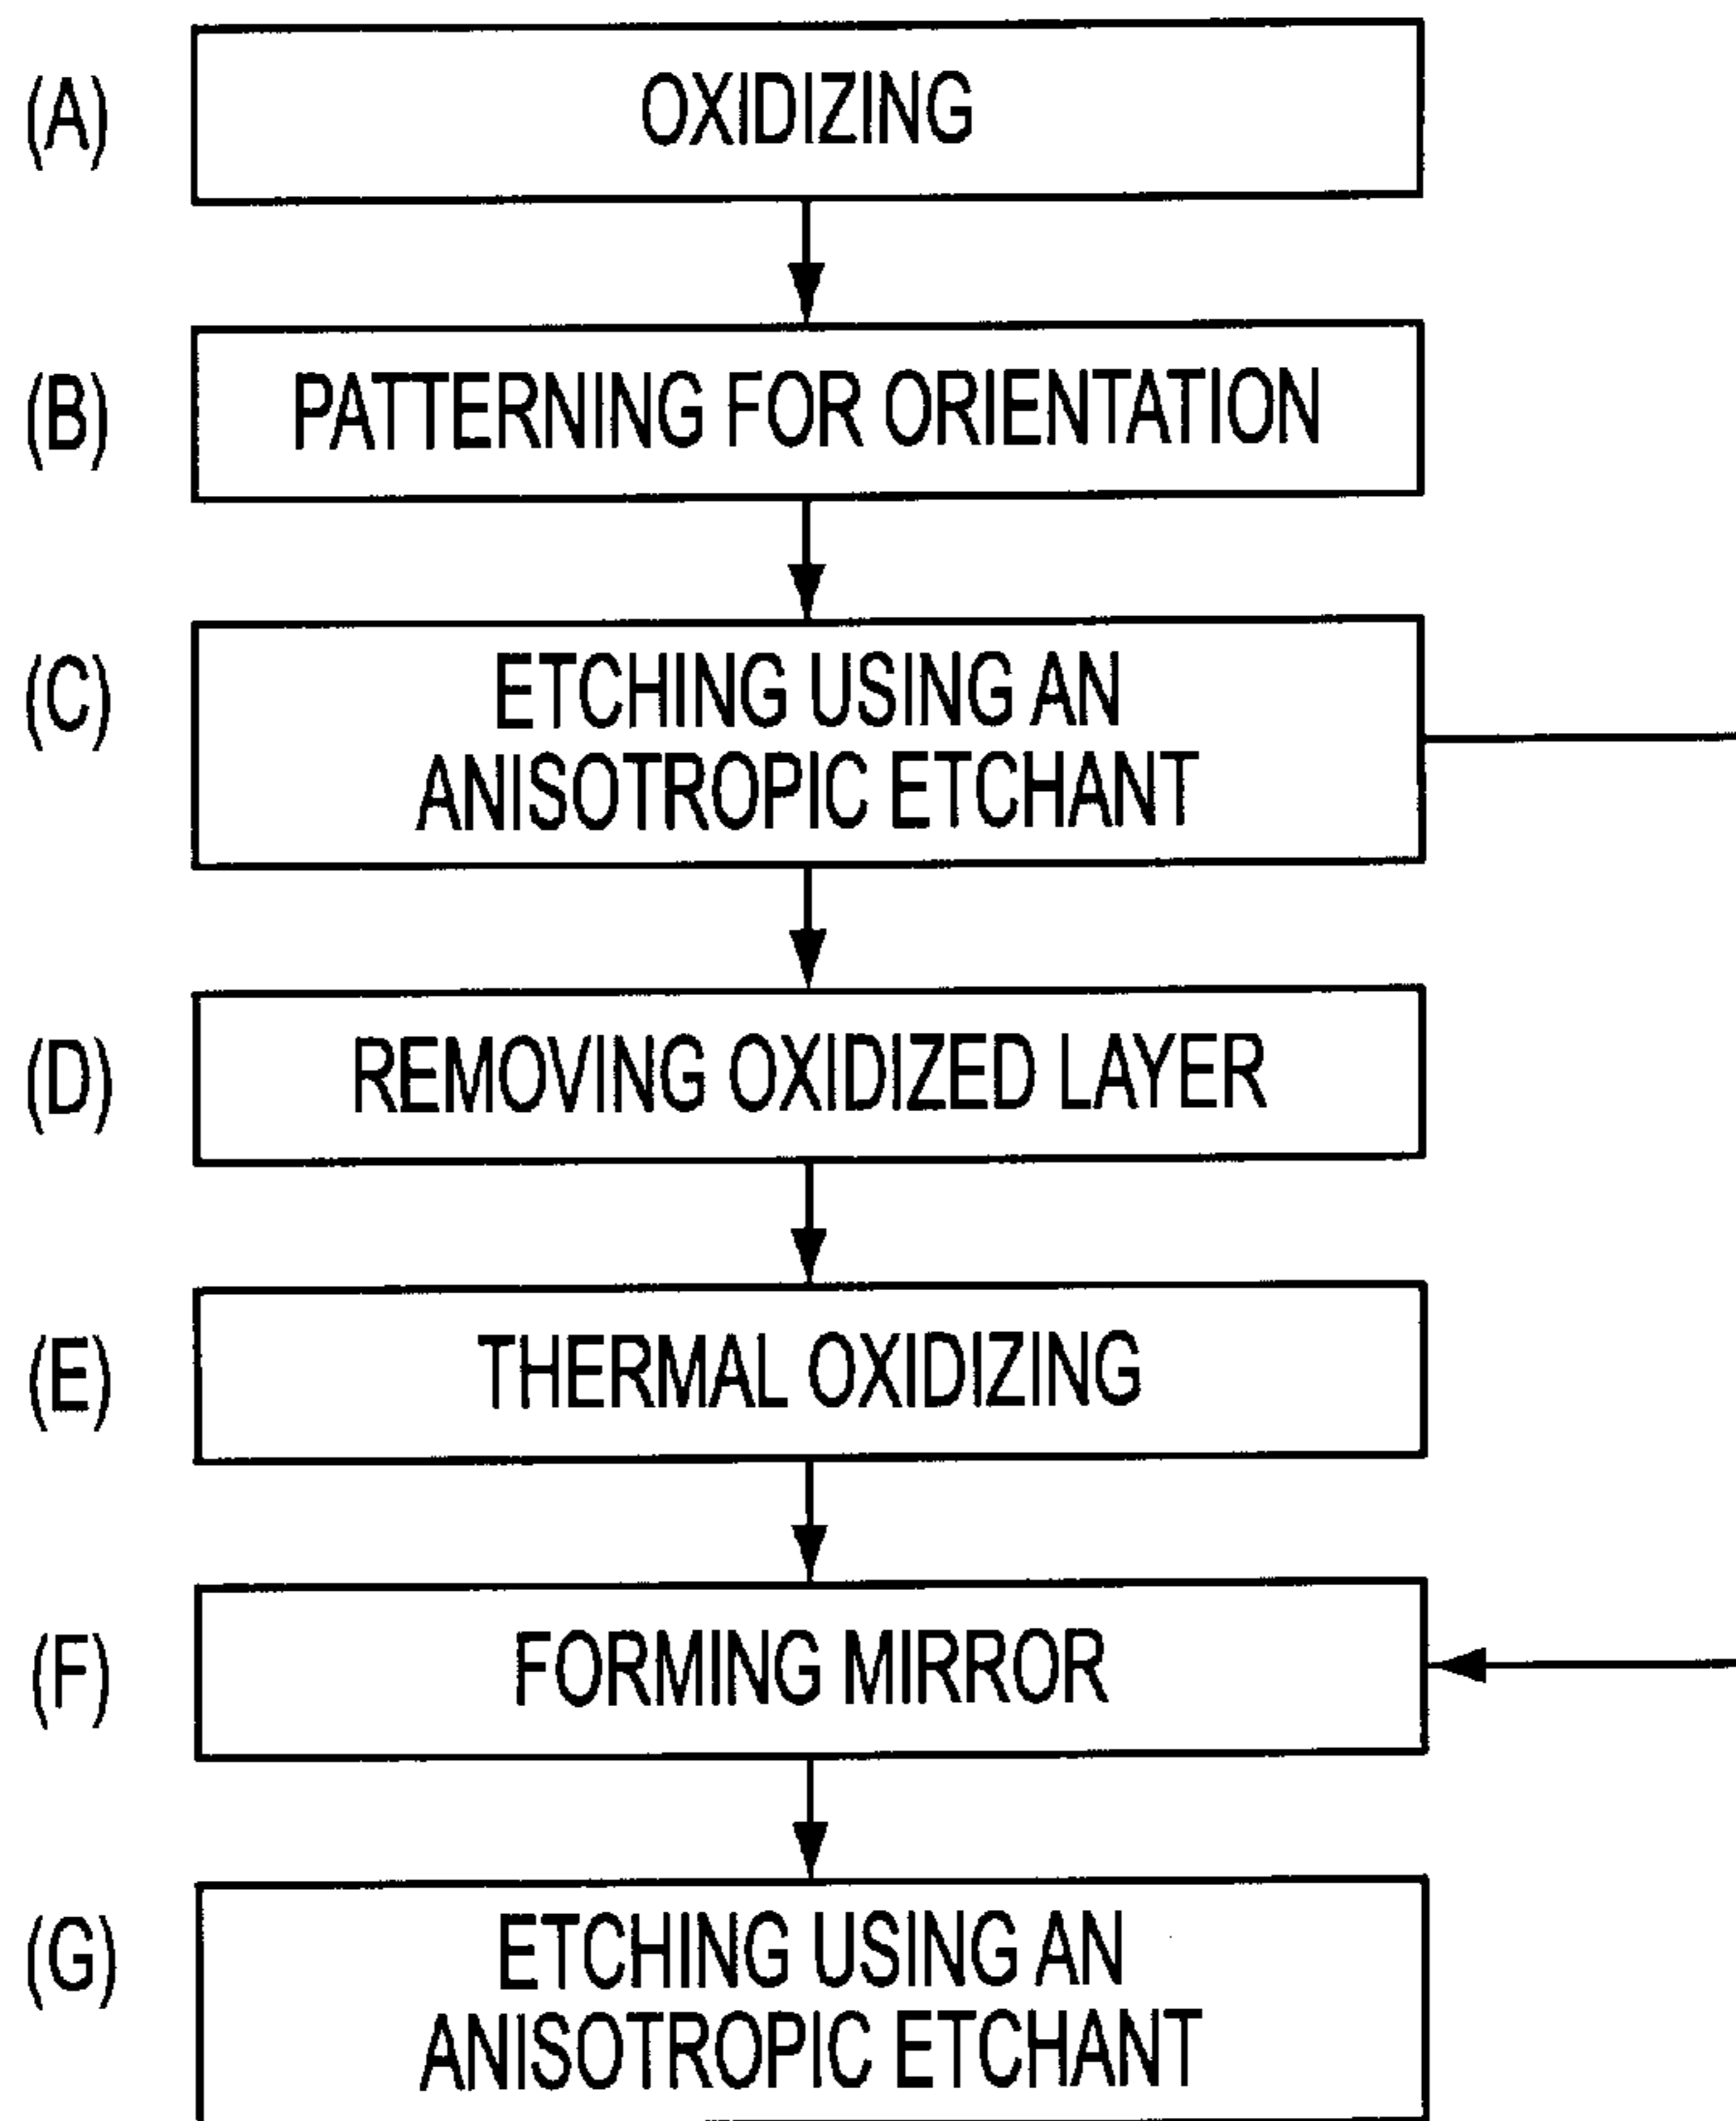 (A) OXIDIZING
(B) PATTERNING FOR ORIENTATION
(C) ETCHING USING AN
ANISOTROPIC ETCHANT
(D) REMOVING OXIDIZED LAYER
(E) THERMAL OXIDIZING
(F) FORMING MIRROR
(G) ETCHING USING AN
ANISOTROPIC ETCHANT